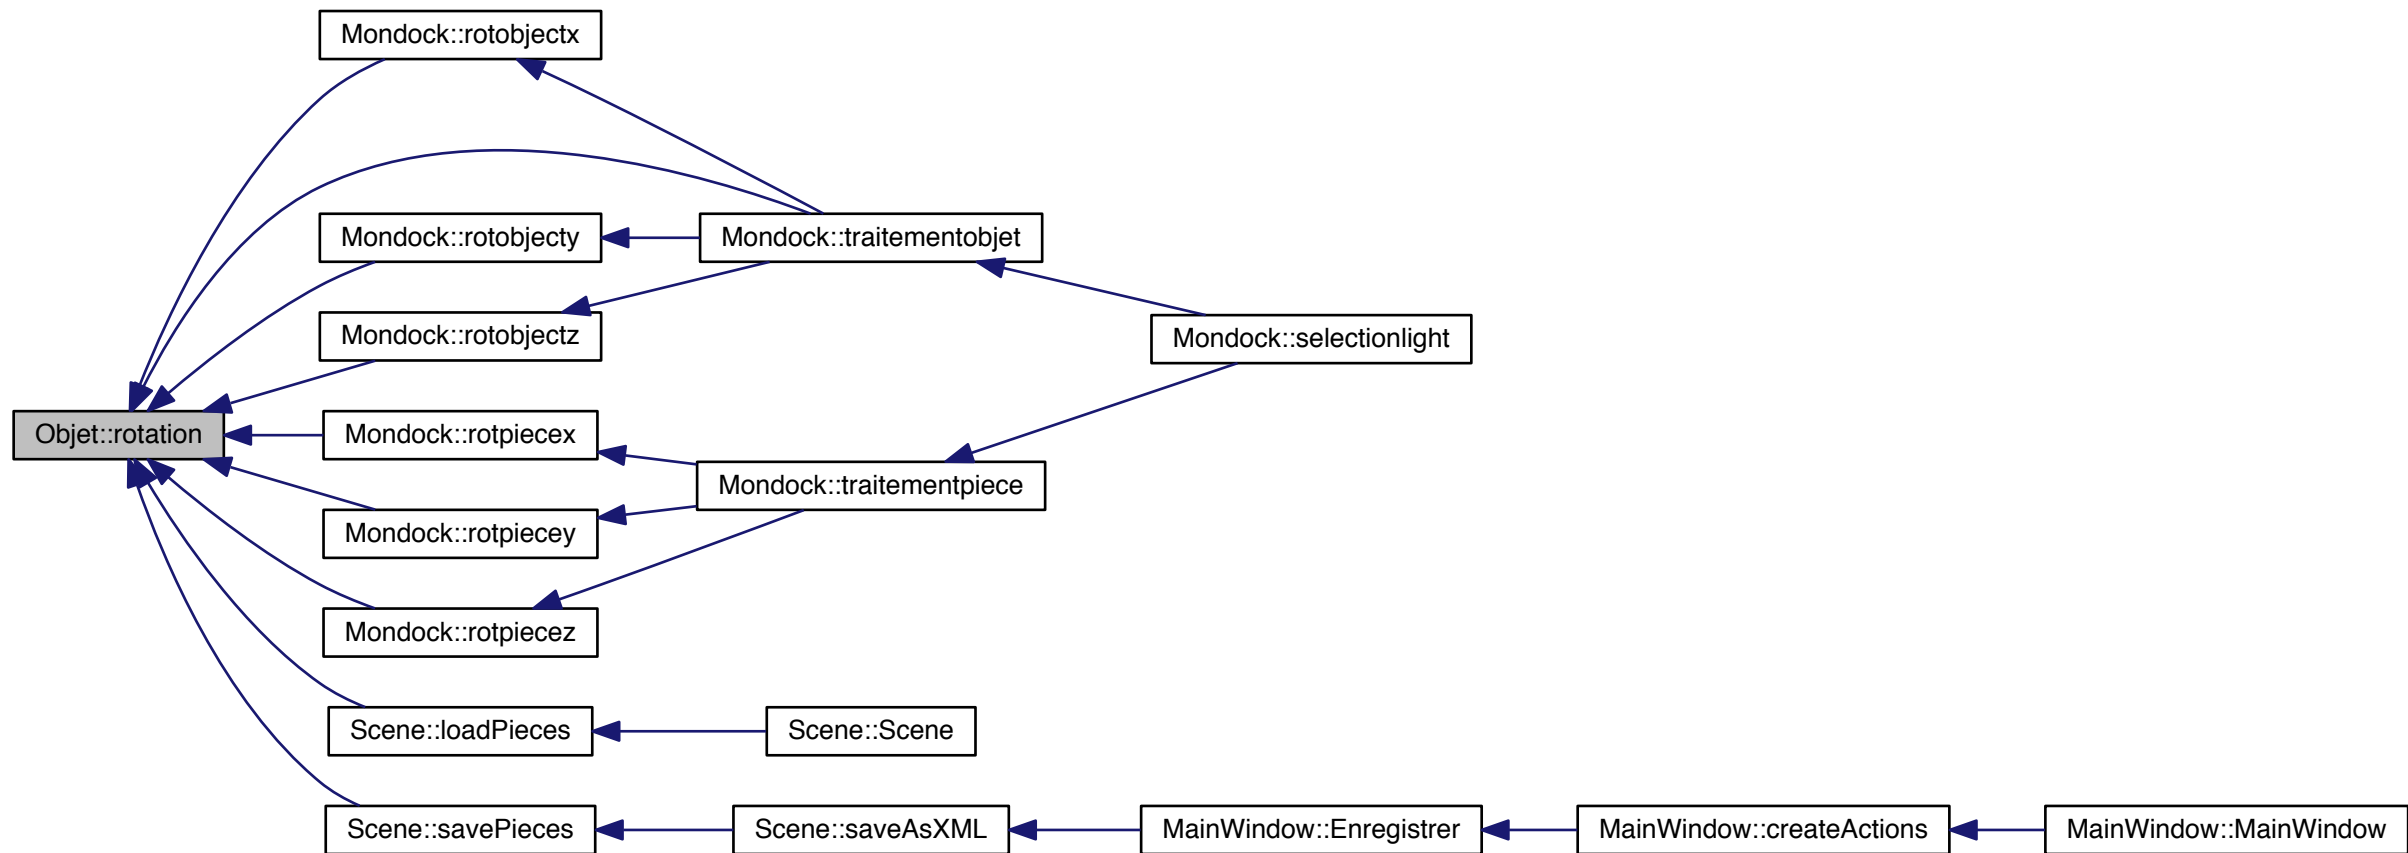 Mondock::rotobjectx
Mondock::rotobjecty
Mondock::traitementobjet
Mondock::rotobjectz
Mondock::selectionlight
Objet::rotation
Mondock::rotpiecex
Mondock::traitementpiece
Mondock::rotpiecey
Mondock::rotpiecez
Scene::loadPieces
Scene::Scene
Scene::savePieces
Scene::saveAsXML
MainWindow::Enregistrer
MainWindow::createActions
MainWindow::MainWindow